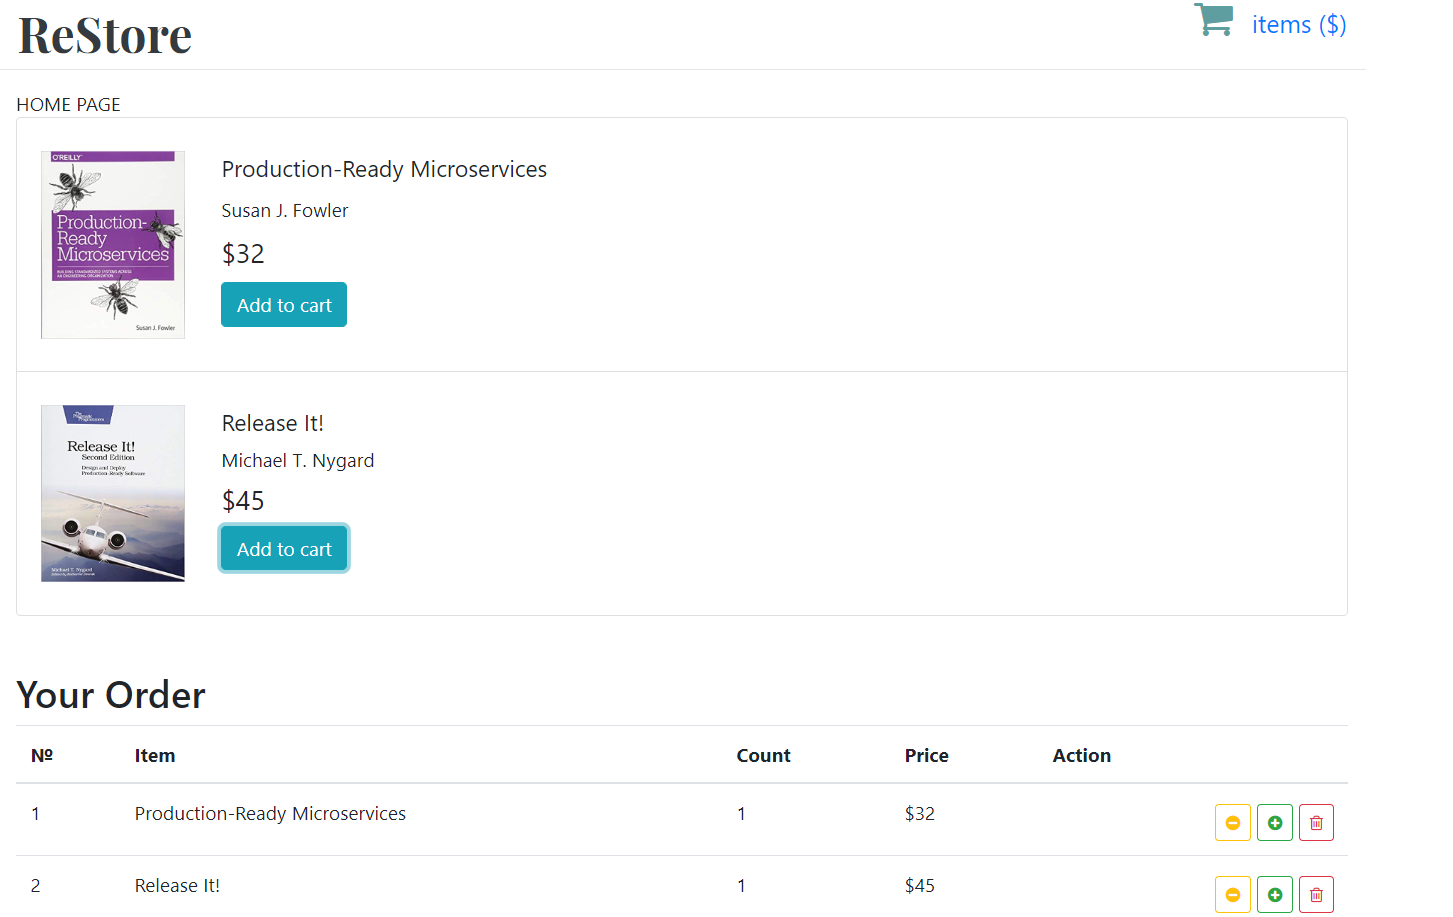 ReStore
items ($)
HOME PAGE
O'REILLY
Production-
Ready
Microservices
BUILDING STANDARDIZED SYSTEMS ACROSS
AN ENGINEERING ORGANIZATION
Susan J. Fowler
Production-Ready Microservices
Susan J. Fowler
$32
Add to cart
The
Pragmatic
Programmers
Release It!
Second Edition
Design and Deploy
Production-Ready Software
Michael T. Nygard
Release It!
Michael T. Nygard
$45
Add to cart
Your Order
№ Item Count Price Action
1 Production-Ready Microservices 1 $32
2 Release It! 1 $45